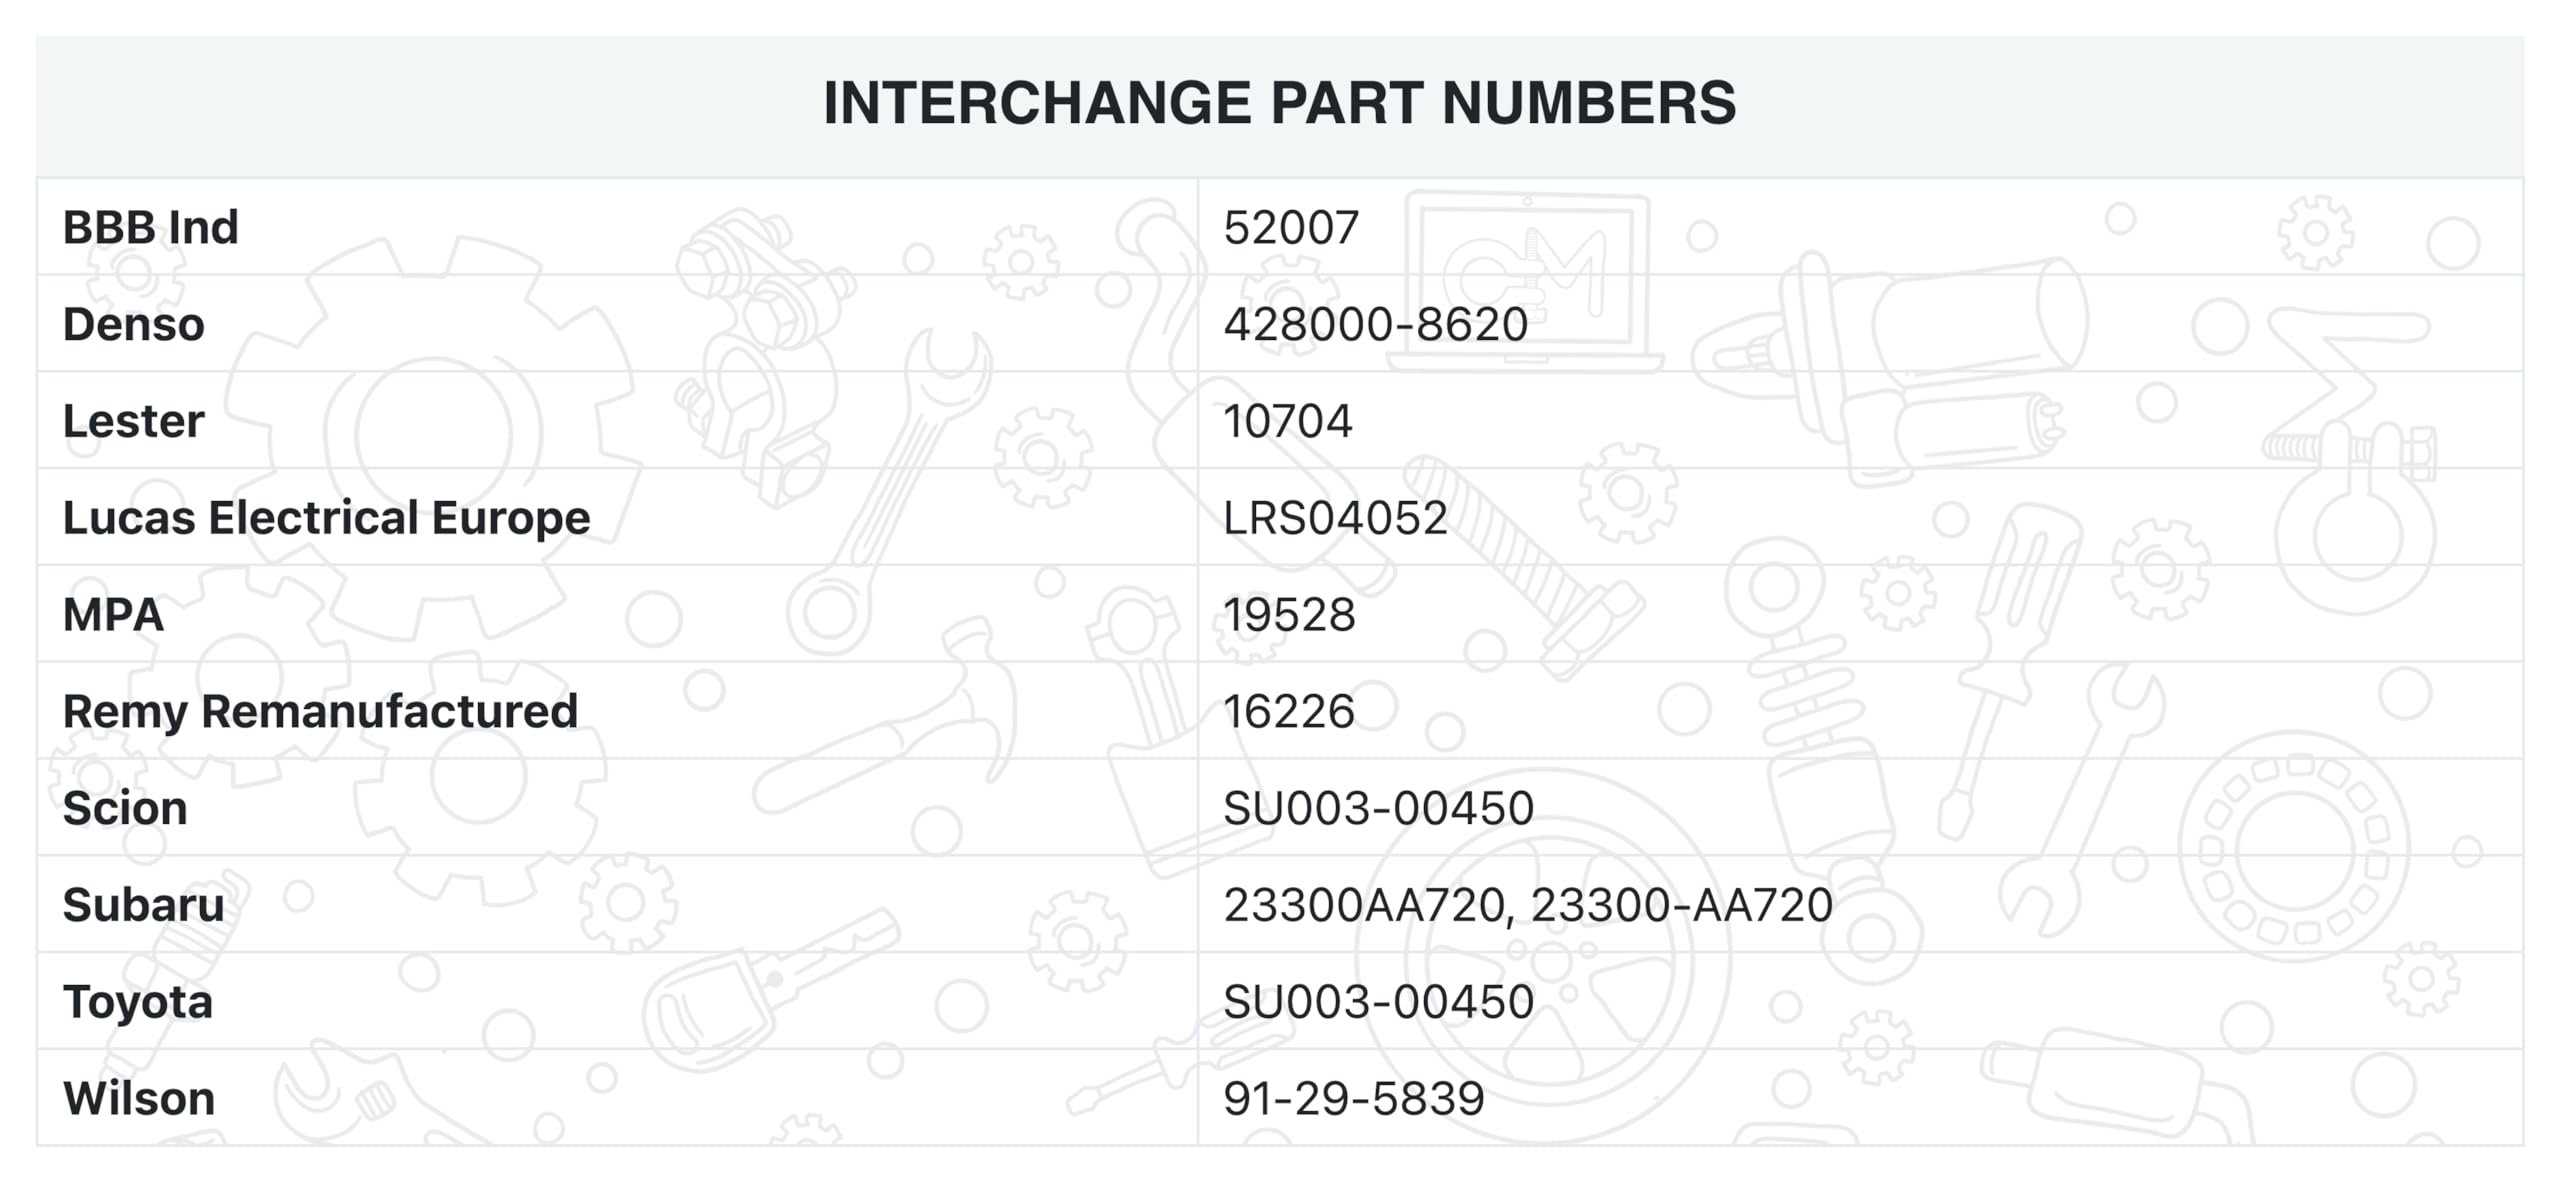 INTERCHANGE PART NUMBERS
BBB Ind 52007
Denso 428000-8620
Lester 10704
Lucas Electrical Europe LRS04052
MPA 19528
Remy Remanufactured 16226
Scion SU003-00450
Subaru 23300AA720, 23300-AA720
Toyota SU003-00450
Wilson 91-29-5839